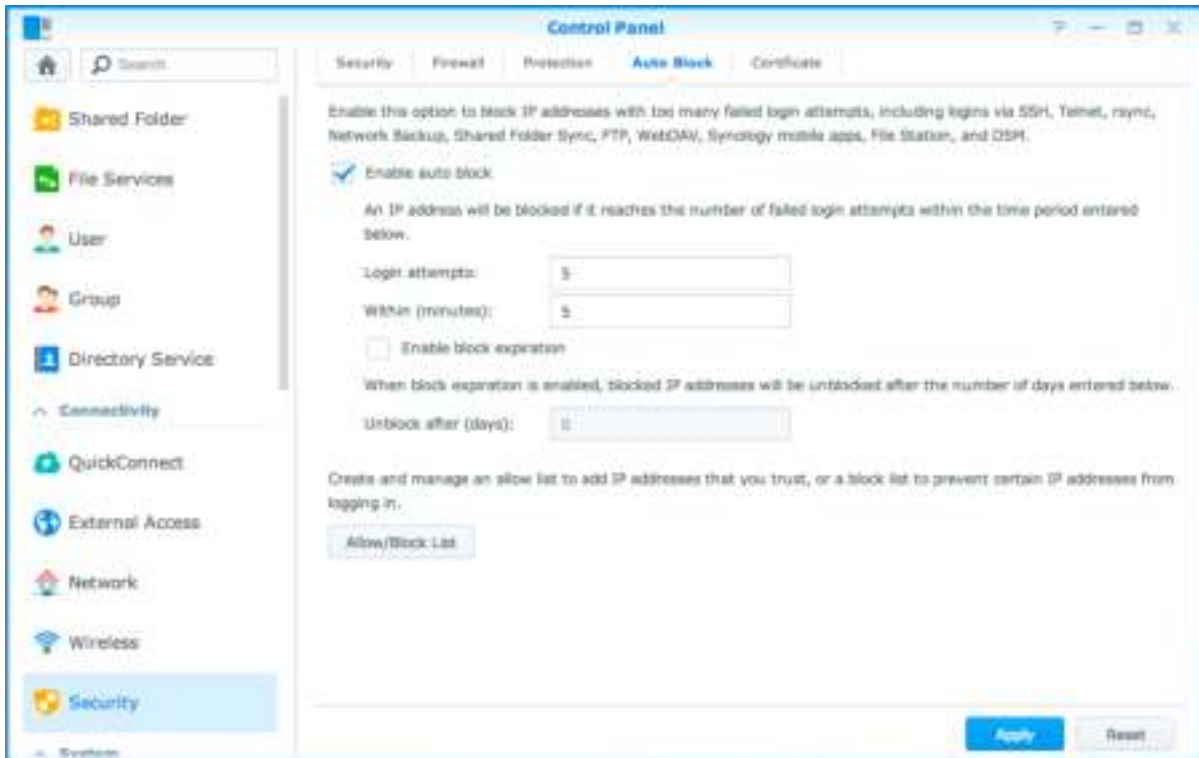 Control Panel
Search
Security
Firewall
Protection
Auto Block
Certificate
Shared Folder
File Services
User
Group
Directory Service
Connectivity
QuickConnect
External Access
Network
Wireless
Security
System
Enable this option to block IP addresses with too many failed login attempts, including logins via SSH, Telnet, rsync,
Network Backup, Shared Folder Sync, FTP, WebDAV, Synology mobile apps, File Station, and DSM.
Enable auto block
An IP address will be blocked if it reaches the number of failed login attempts within the time period entered
below.
Login attempts:
5
Within (minutes):
5
Enable block expiration
When block expiration is enabled, blocked IP addresses will be unblocked after the number of days entered below.
Unblock after (days):
0
Create and manage an allow list to add IP addresses that you trust, or a block list to prevent certain IP addresses from
logging in.
Allow/Block List
Apply
Reset